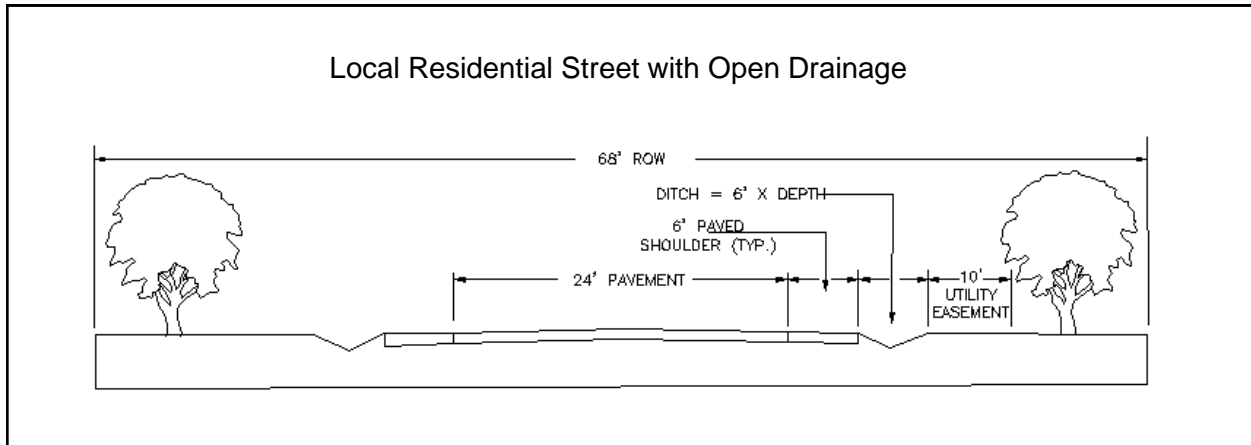 Local Residential Street with Open Drainage
68' ROW
DITCH = 6' X DEPTH
6' PAVED
SHOULDER (TYP.)
24' PAVEMENT
10'
UTILITY
EASEMENT